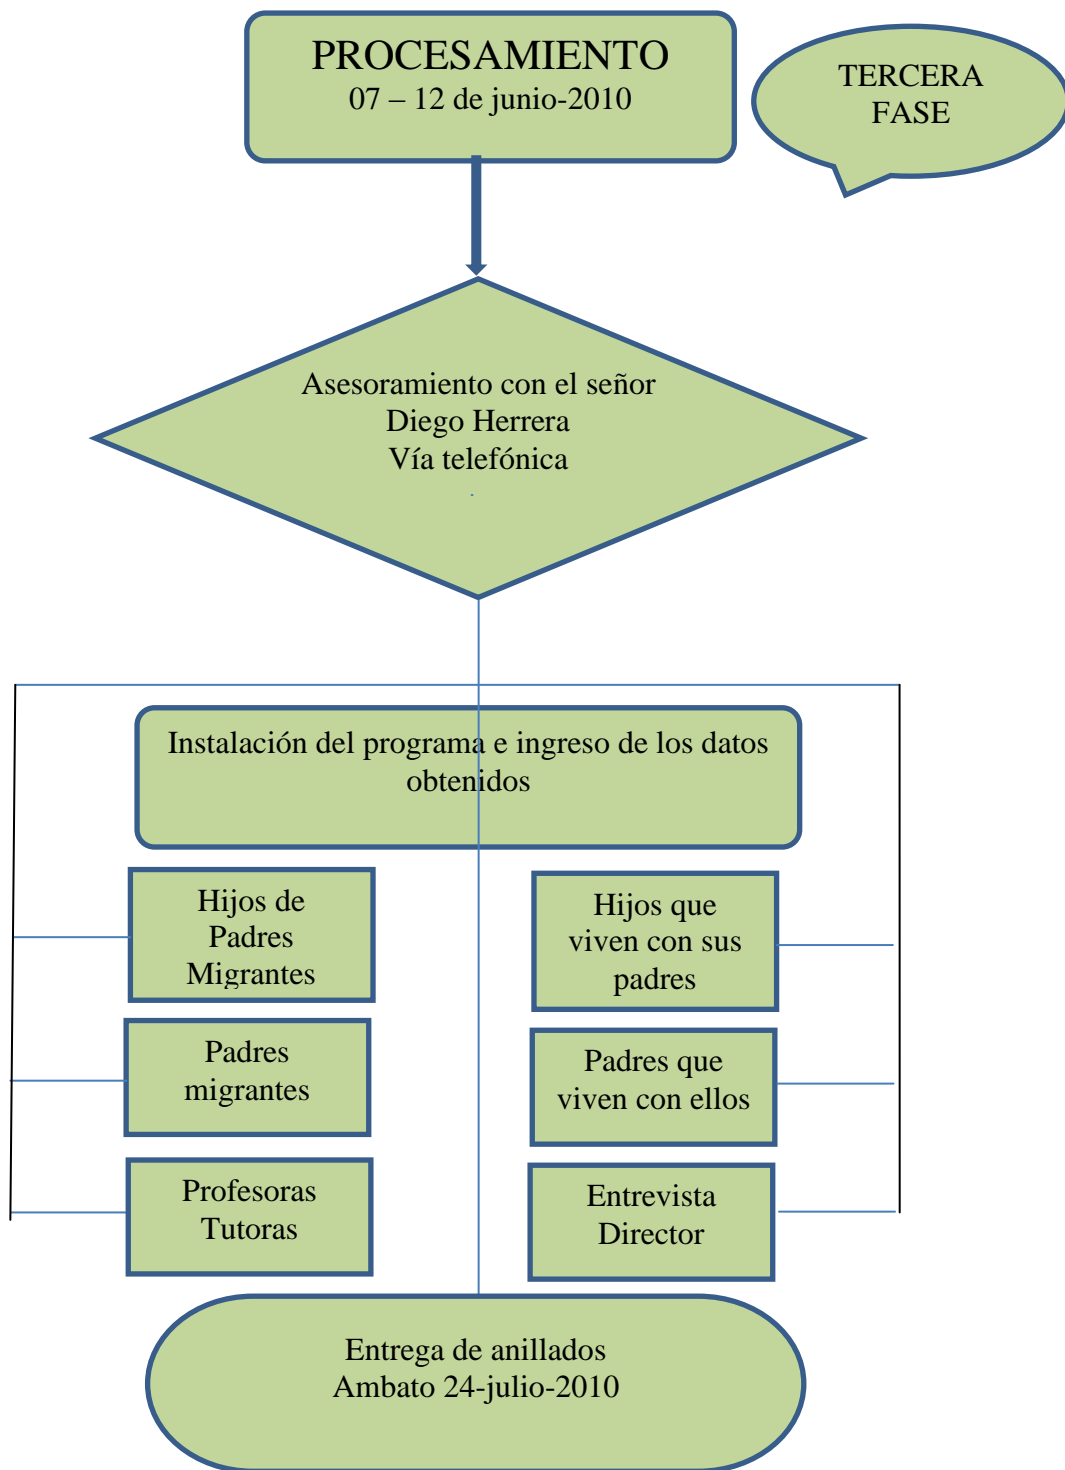 PROCESAMIENTO
07 – 12 de junio-2010
TERCERA
FASE
Asesoramiento con el señor
Diego Herrera
Vía telefónica
.
Instalación del programa e ingreso de los datos
obtenidos
Hijos de
Padres
Migrantes
Hijos que
viven con sus
padres
Padres
migrantes
Padres que
viven con ellos
Profesoras
Tutoras
Entrevista
Director
Entrega de anillados
Ambato 24-julio-2010